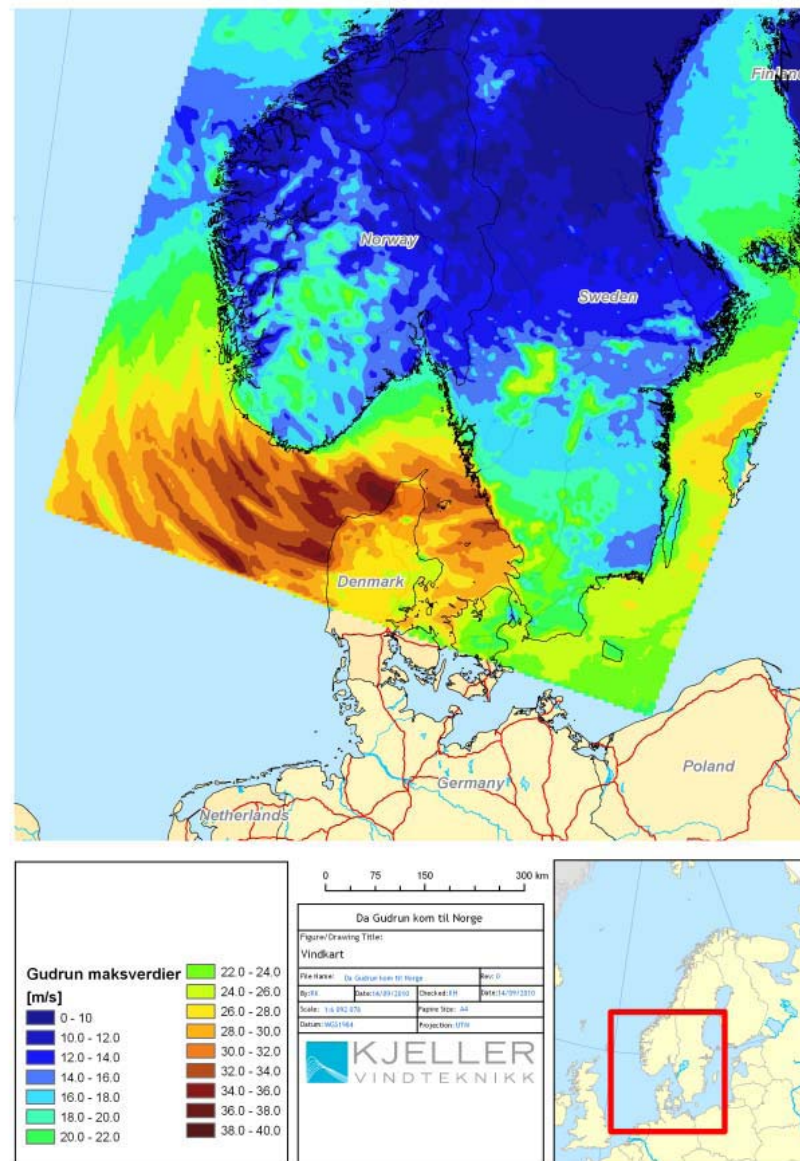 Finland
Norway
Sweden
Denmark
Germany
Poland
Netherlands
0 75 150 300 km
Da Gudrun kom til Norge
Figure/Drawing Title:
Vindkart
File Name: Da Gudrun kom til Norge Rev: 0
Date:14/09/2010 Checked: Date:14/09/2010
Papire Size: A4
Datum: WGS1984 Projection: UTM
KJELLER
VINDTEKNIKK
Gudrun maksverdier
[m/s]
0 - 10
10.0 - 12.0
12.0 - 14.0
14.0 - 16.0
16.0 - 18.0
18.0 - 20.0
20.0 - 22.0
22.0 - 24.0
24.0 - 26.0
26.0 - 28.0
28.0 - 30.0
30.0 - 32.0
32.0 - 34.0
34.0 - 36.0
36.0 - 38.0
38.0 - 40.0